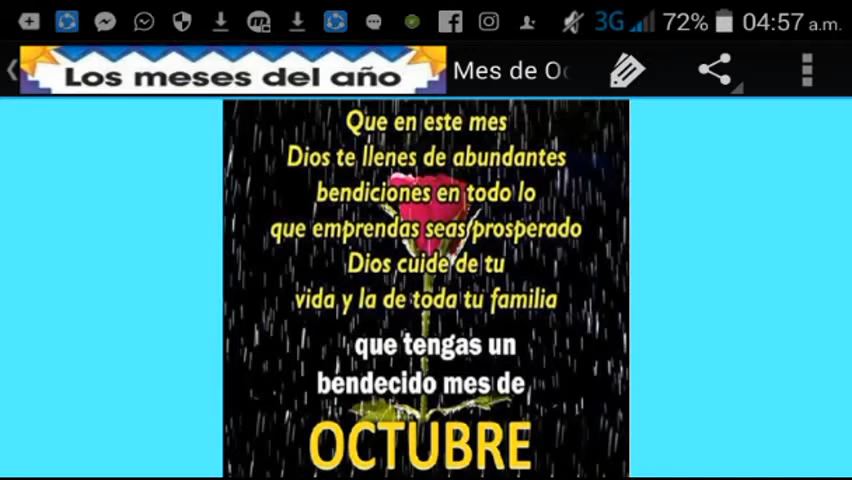 3G 72% 04:57 a.m.
Los meses del año Mes de Oc
Que en este mes
Dios te llenes de abundantes
bendiciones en todo lo
que emprendas seas prosperado
Dios cuide de tu
vida y la de toda tu familia
que tengas un
bendecido mes de
OCTUBRE